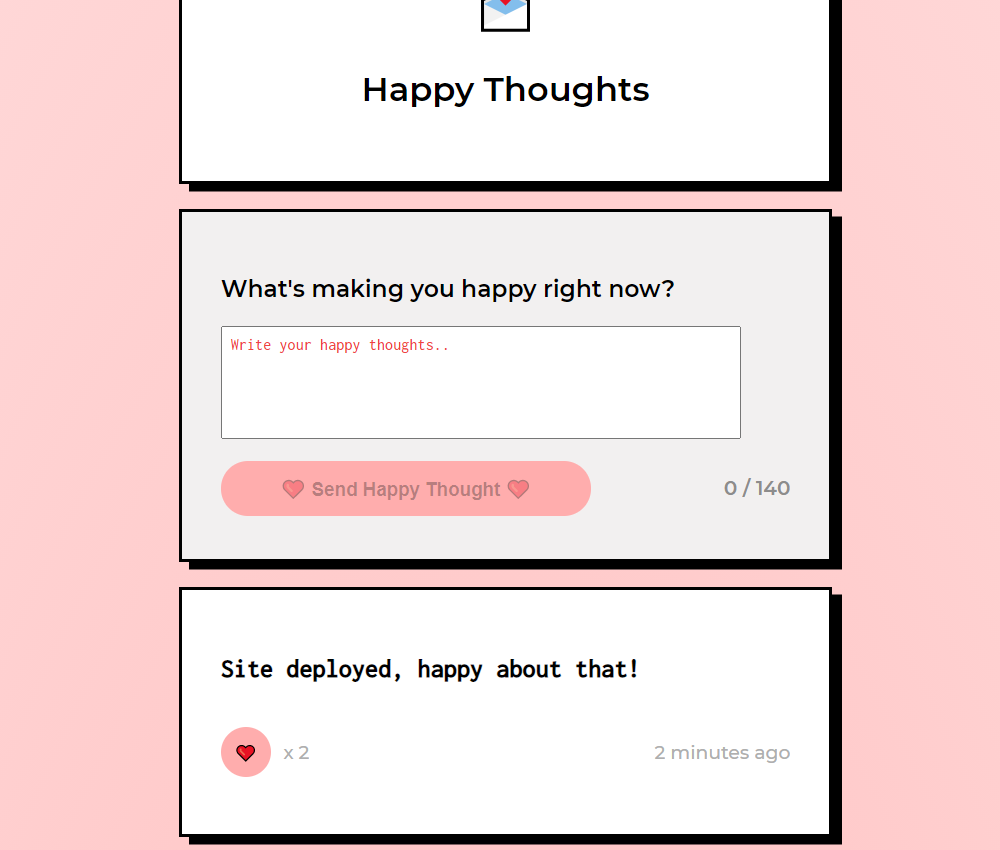 Happy Thoughts
What's making you happy right now?
Write your happy thoughts..
Send Happy Thought
0 / 140
Site deployed, happy about that!
x 2
2 minutes ago